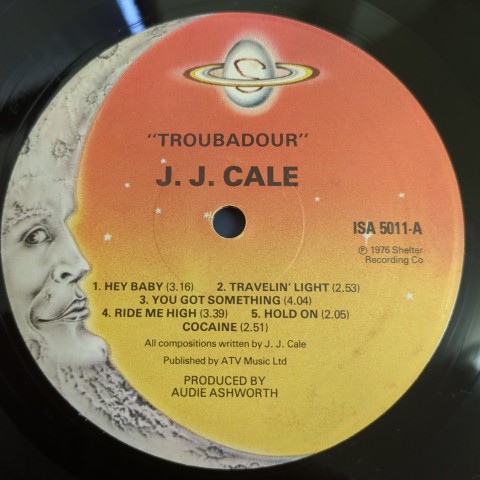 S
"TROUBADOUR"
J. J. CALE
ISA 5011-A
℗ 1976 Shelter
Recording Co
1. HEY BABY (3.16) 2. TRAVELIN' LIGHT (2.53)
3. YOU GOT SOMETHING (4.04)
4. RIDE ME HIGH (3.39) 5. HOLD ON (2.05)
COCAINE (2.51)
All compositions written by J. J. Cale
Published by ATV Music Ltd
PRODUCED BY
AUDIE ASHWORTH